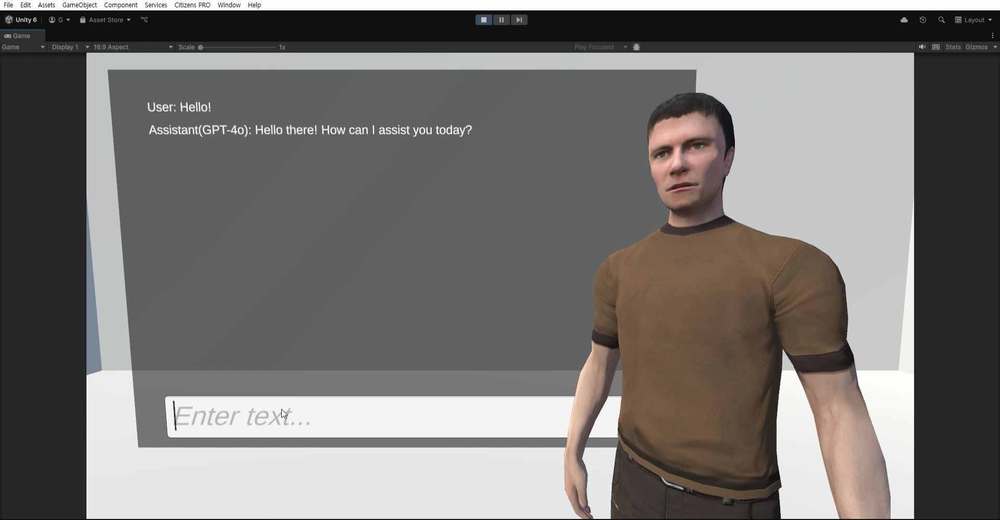 File Edit Assets GameObject Component Services Citizens PRO Window Help
Unity 6 G Asset Store Layout
Game
Game Display 1 16:9 Aspect Scale 1x Play Focused Stats Gizmos
User: Hello!
Assistant(GPT-4o): Hello there! How can I assist you today?
Enter text...